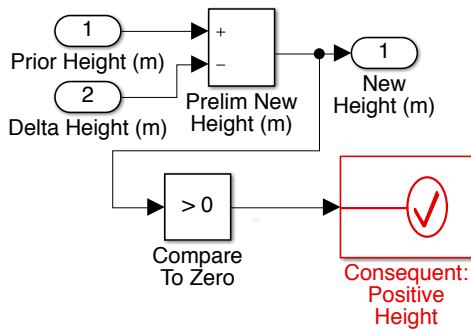 1
Prior Height (m)
2
Delta Height (m)
+
−
Prelim New
Height (m)
1
New
Height (m)
> 0
Compare
To Zero
Consequent:
Positive
Height